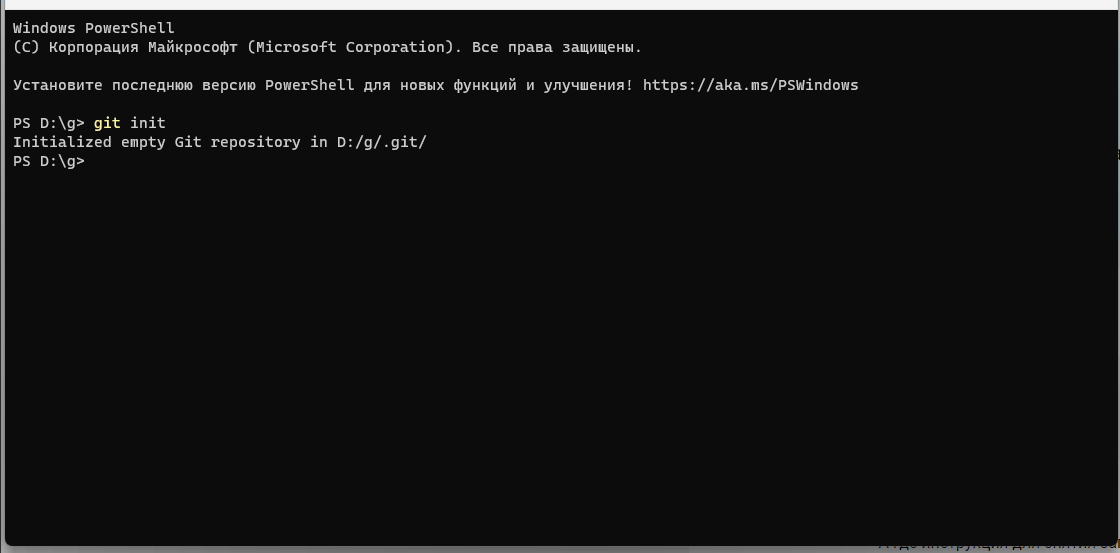 Windows PowerShell
(C) Корпорация Майкрософт (Microsoft Corporation). Все права защищены.
Установите последнюю версию PowerShell для новых функций и улучшения! https://aka.ms/PSWindows
PS D:\g> git init
Initialized empty Git repository in D:/g/.git/
PS D:\g>